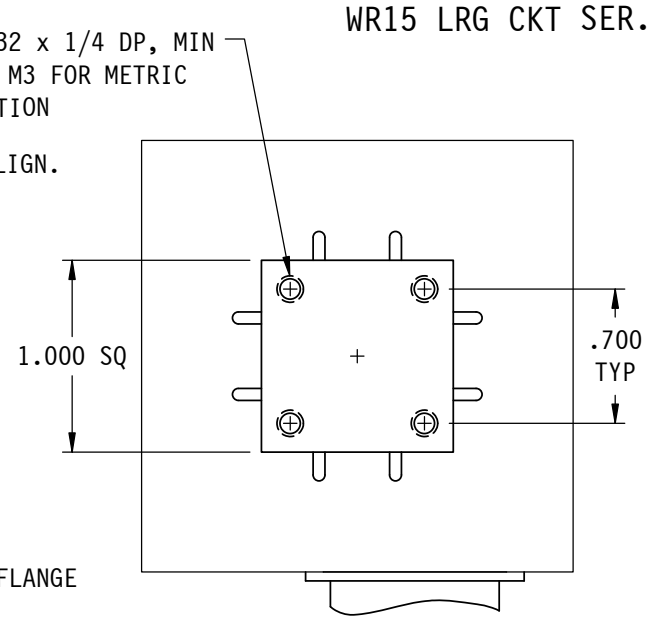 WR15 LRG CKT SER.
32 x 1/4 DP, MIN
M3 FOR METRIC
TION
LIGN.
1.000 SQ
.700
TYP
FLANGE